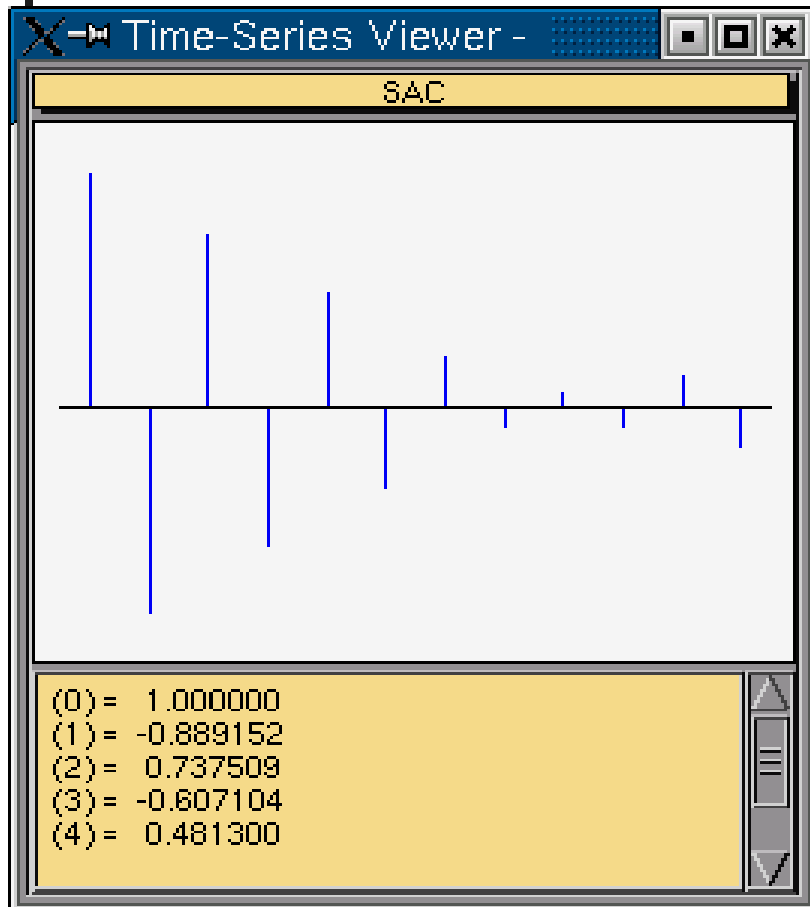 Time-Series Viewer -
SAC
(0)= 1.000000
(1)= -0.889152
(2)= 0.737509
(3)= -0.607104
(4)= 0.481300